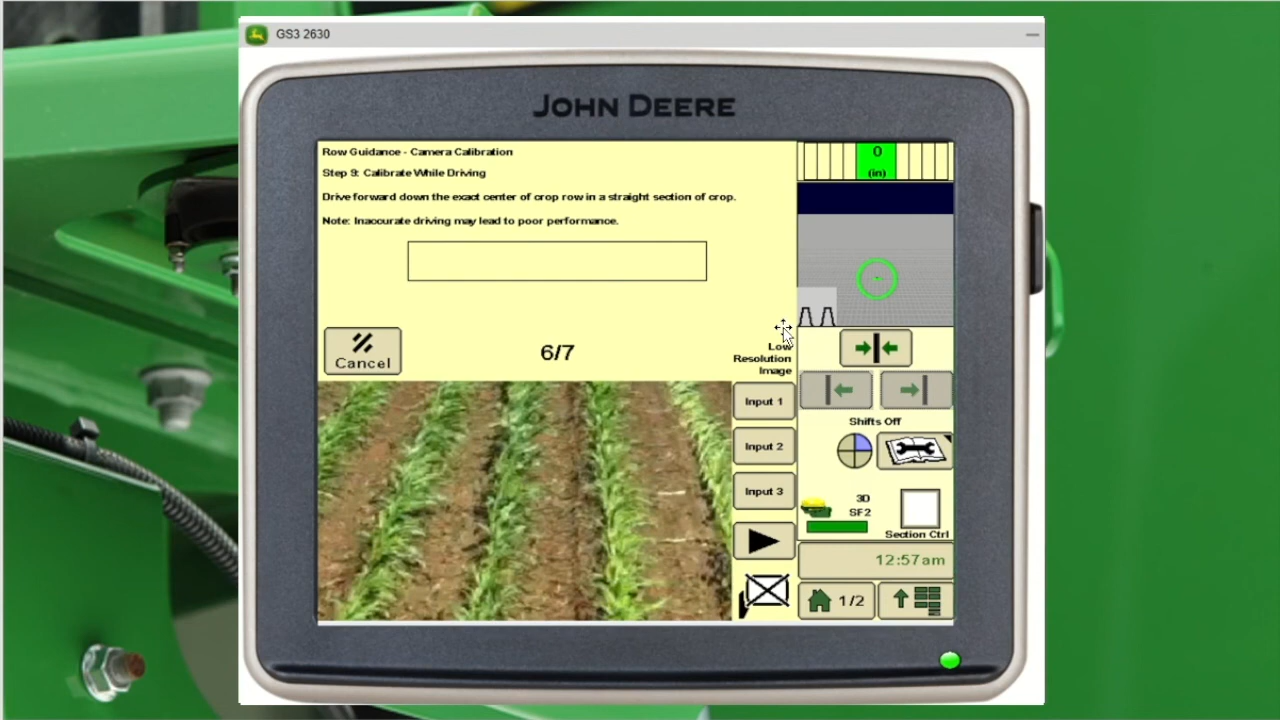 GS3 2630
JOHN DEERE
Row Guidance - Camera Calibration
Step 9: Calibrate While Driving
Drive forward down the exact center of crop row in a straight section of crop.
Note: Inaccurate driving may lead to poor performance.
Cancel
6/7
Low
Resolution
Image
Input 1
Input 2
Input 3
0
(in)
Shifts Off
3D
SF2
Section Ctrl
12:57am
1/2